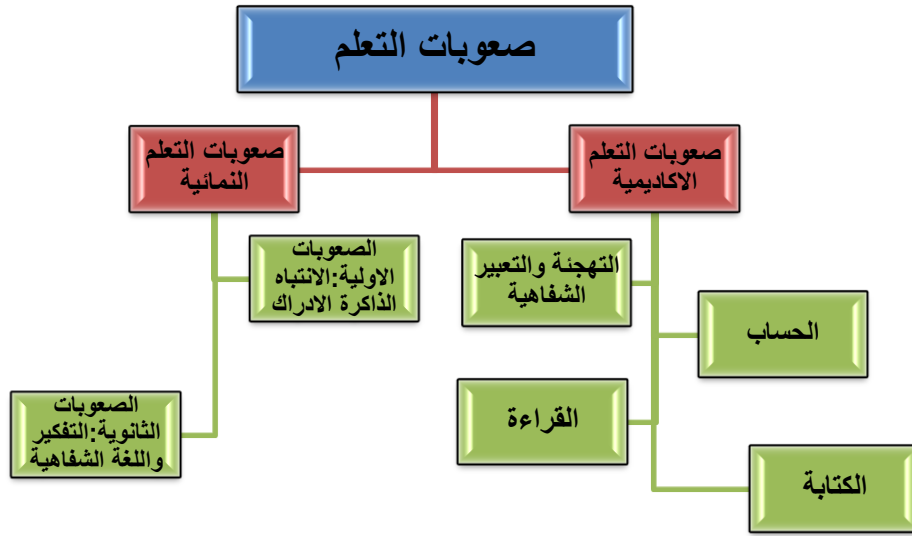 صعوبات التعلم
صعوبات التعلم
الاكاديمية
صعوبات التعلم
النمائية
التهجئة والتعبير
الشفاهية
الحساب
القراءة
الكتابة
الصعوبات
الاولية:الانتباه
الذاكرة الادراك
الصعوبات
الثانوية:التفكير
واللغة الشفاهية